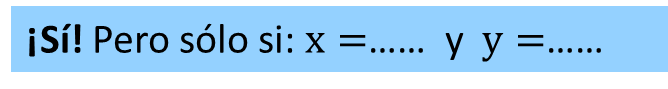 ¡Sí! Pero sólo si: x =...... y y =......